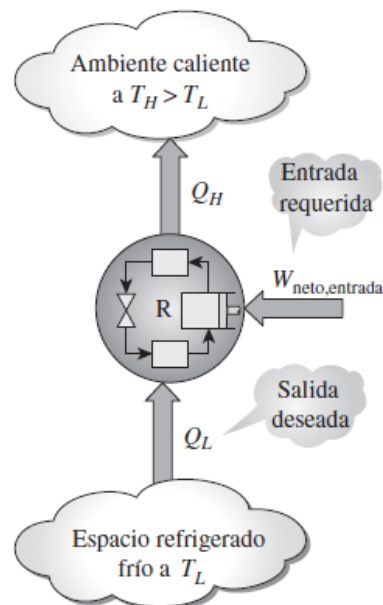 Ambiente caliente
a T_H > T_L
Q_H
Entrada
requerida
W_neto,entrada
R
Salida
deseada
Q_L
Espacio refrigerado
frío a T_L